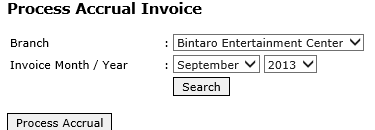 Process Accrual Invoice
Branch : Bintaro Entertainment Center
Invoice Month / Year : September 2013
Search
Process Accrual